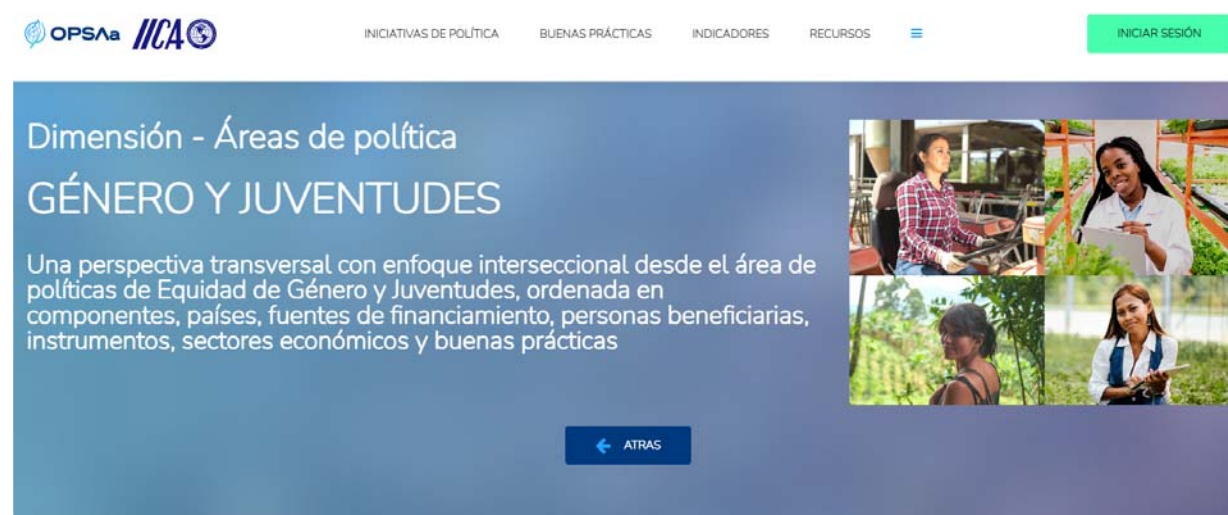 OPSAa IICA
INICIATIVAS DE POLÍTICA BUENAS PRÁCTICAS INDICADORES RECURSOS INICIAR SESIÓN
Dimensión - Áreas de política
GÉNERO Y JUVENTUDES
Una perspectiva transversal con enfoque interseccional desde el área de
políticas de Equidad de Género y Juventudes, ordenada en
componentes, países, fuentes de financiamiento, personas beneficiarias,
instrumentos, sectores económicos y buenas prácticas
ATRAS